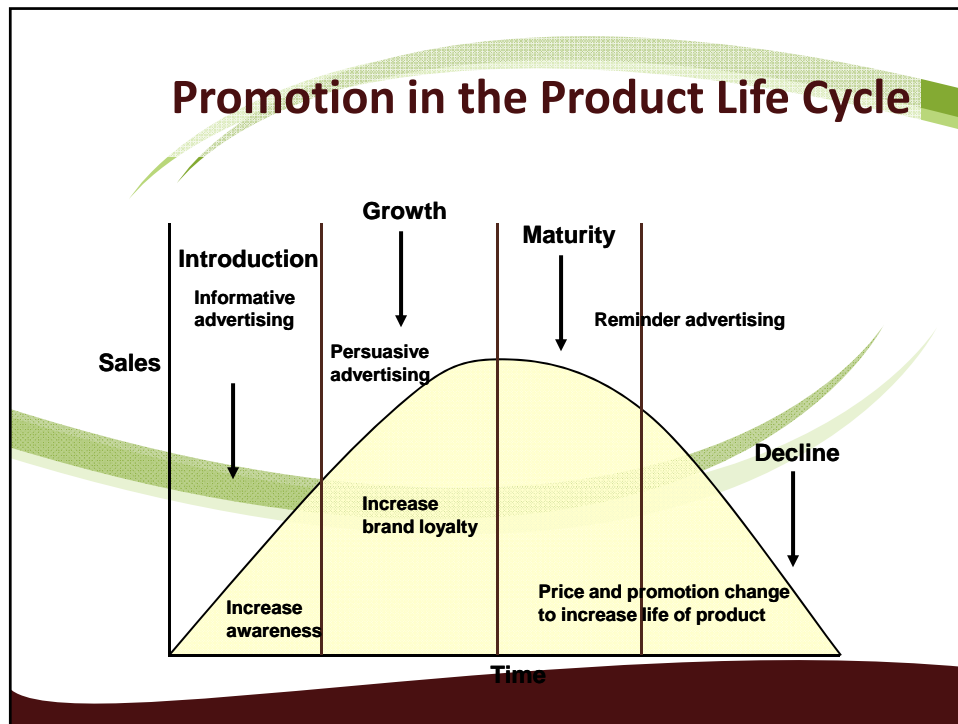 Promotion in the Product Life Cycle
Growth
Maturity
Introduction
Informative
advertising
Reminder advertising
Persuasive
advertising
Sales
Decline
Increase
brand loyalty
Price and promotion change
to increase life of product
Increase
awareness
Time